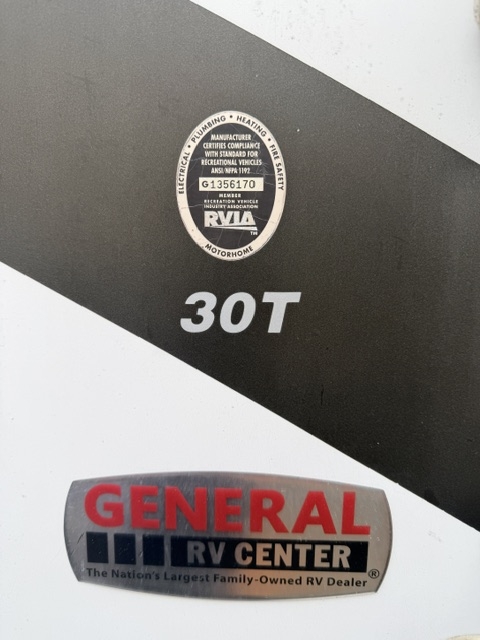 ELECTRICAL • PLUMBING • HEATING • FIRE SAFETY
MANUFACTURER
CERTIFIES COMPLIANCE
WITH STANDARD FOR
RECREATIONAL VEHICLES
ANSI/NFPA 1192
G1356170
MEMBER
RECREATION VEHICLE
INDUSTRY ASSOCIATION
RVIA
TM
MOTORHOME
30T
GENERAL
RV CENTER
The Nation's Largest Family-Owned RV Dealer®